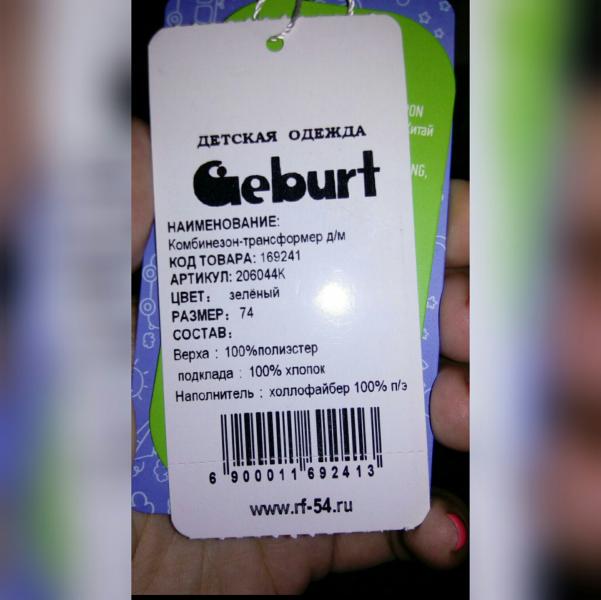 ДЕТСКАЯ ОДЕЖДА
Geburt
НАИМЕНОВАНИЕ:
Комбинезон-трансформер д/м
КОД ТОВАРА: 169241
АРТИКУЛ: 206044К
ЦВЕТ: зелёный
РАЗМЕР: 74
СОСТАВ:
Верха : 100%полиэстер
подклада : 100% хлопок
Наполнитель : холлофайбер 100% п/э
6 900011 692413
www.rf-54.ru
Китай